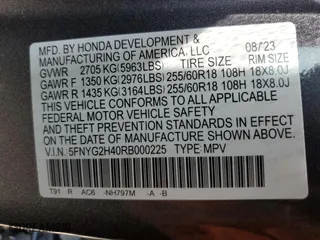 MFD. BY HONDA DEVELOPMENT &
MANUFACTURING OF AMERICA, LLC 08/23
GVWR 2705 KG(5963LBS) TIRE SIZE RIM SIZE
GAWR F 1350 KG(2976LBS) 255/60R18 108H 18X8.0J
GAWR R 1435 KG(3164LBS) 255/60R18 108H 18X8.0J
THIS VEHICLE CONFORMS TO ALL APPLICABLE
FEDERAL MOTOR VEHICLE SAFETY STANDARDS IN EFFECT
ON THE DATE OF MANUFACTURE SHOWN ABOVE.
V.I.N.: 5FNYG2H40RB000225 TYPE: MPV
T91 R AC6 -NH797M -A -B